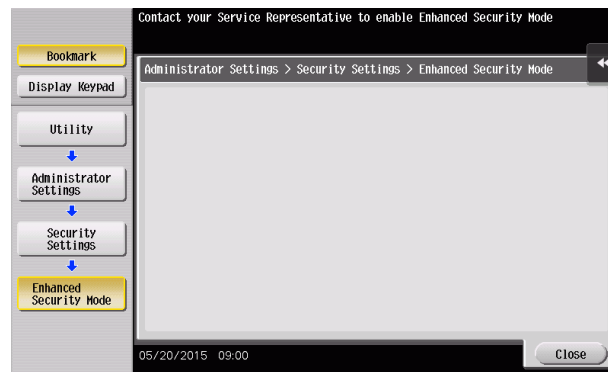 Contact your Service Representative to enable Enhanced Security Mode
Bookmark
Display Keypad
Administrator Settings > Security Settings > Enhanced Security Mode
Utility
Administrator
Settings
Security
Settings
Enhanced
Security Mode
05/20/2015 09:00
Close